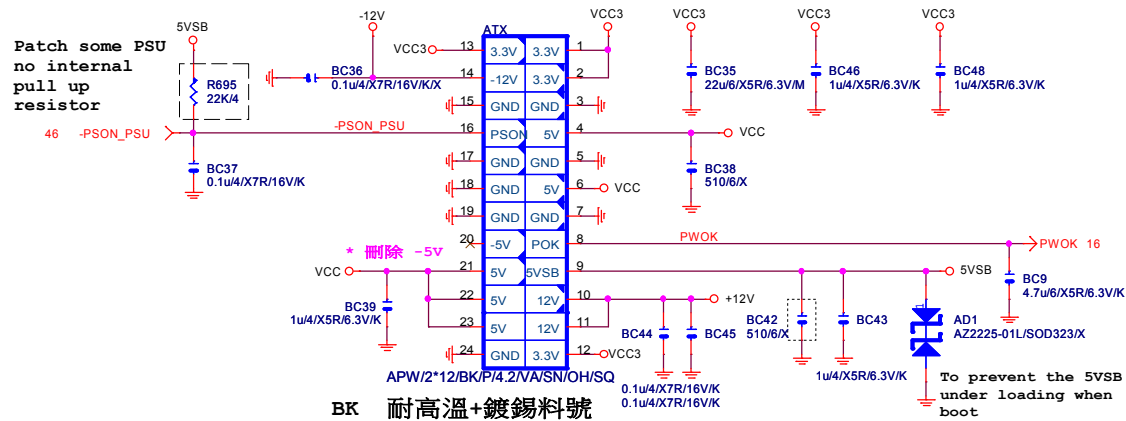 Patch some PSU
no internal
pull up
resistor
5VSB
R695
22K/4
46 -PSON_PSU
-PSON_PSU
BC37
0.1u/4/X7R/16V/K
-12V
BC36
0.1u/4/X7R/16V/K/X
VCC3
ATX
13 3.3V 3.3V 1
14 -12V 3.3V 2
15 GND GND 3
16 PSON 5V 4
17 GND GND 5
18 GND 5V 6
19 GND GND 7
20 -5V POK 8
21 5V 5VSB 9
22 5V 12V 10
23 5V 12V 11
24 GND 3.3V 12
APW/2*12/BK/P/4.2/VA/SN/OH/SQ
BK 耐高溫+鍍錫料號
* 刪除 -5V
VCC
BC39
1u/4/X5R/6.3V/K
VCC3
VCC3
BC35
22u/6/X5R/6.3V/M
VCC3
BC46
1u/4/X5R/6.3V/K
VCC3
BC48
1u/4/X5R/6.3V/K
VCC
BC38
510/6/X
VCC
PWOK
PWOK 16
BC9
4.7u/6/X5R/6.3V/K
5VSB
+12V
VCC3
BC44
BC45
0.1u/4/X7R/16V/K
0.1u/4/X7R/16V/K
BC42
510/6/X
BC43
1u/4/X5R/6.3V/K
1
AD1
AZ2225-01L/SOD323/X
To prevent the 5VSB
under loading when
boot